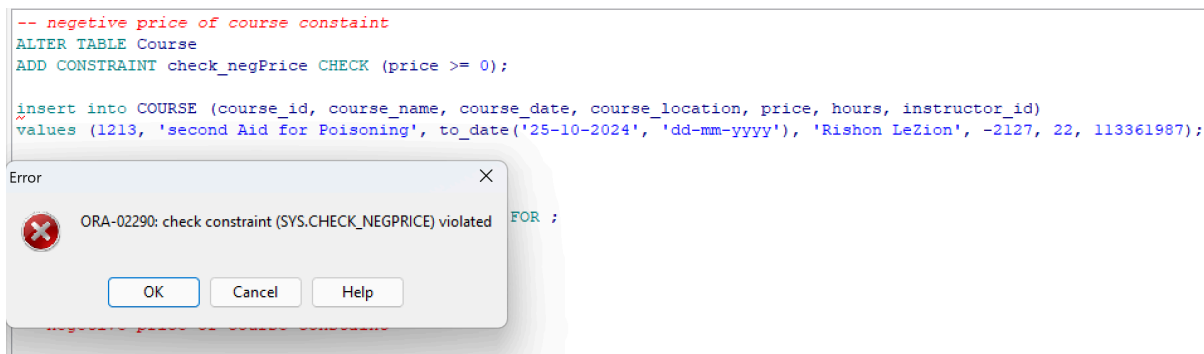 -- negetive price of course constaint
ALTER TABLE Course
ADD CONSTRAINT check_negPrice CHECK (price >= 0);
insert into COURSE (course_id, course_name, course_date, course_location, price, hours, instructor_id)
values (1213, 'second Aid for Poisoning', to_date('25-10-2024', 'dd-mm-yyyy'), 'Rishon LeZion', -2127, 22, 113361987);
Error
ORA-02290: check constraint (SYS.CHECK_NEGPRICE) violated
FOR ;
OK Cancel Help